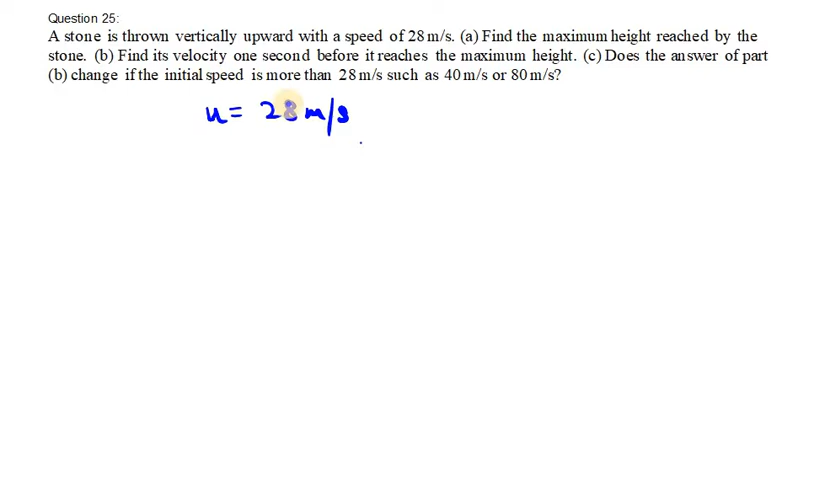 Question 25:
A stone is thrown vertically upward with a speed of 28 m/s. (a) Find the maximum height reached by the
stone. (b) Find its velocity one second before it reaches the maximum height. (c) Does the answer of part
(b) change if the initial speed is more than 28 m/s such as 40 m/s or 80 m/s?
u = 28 m/s